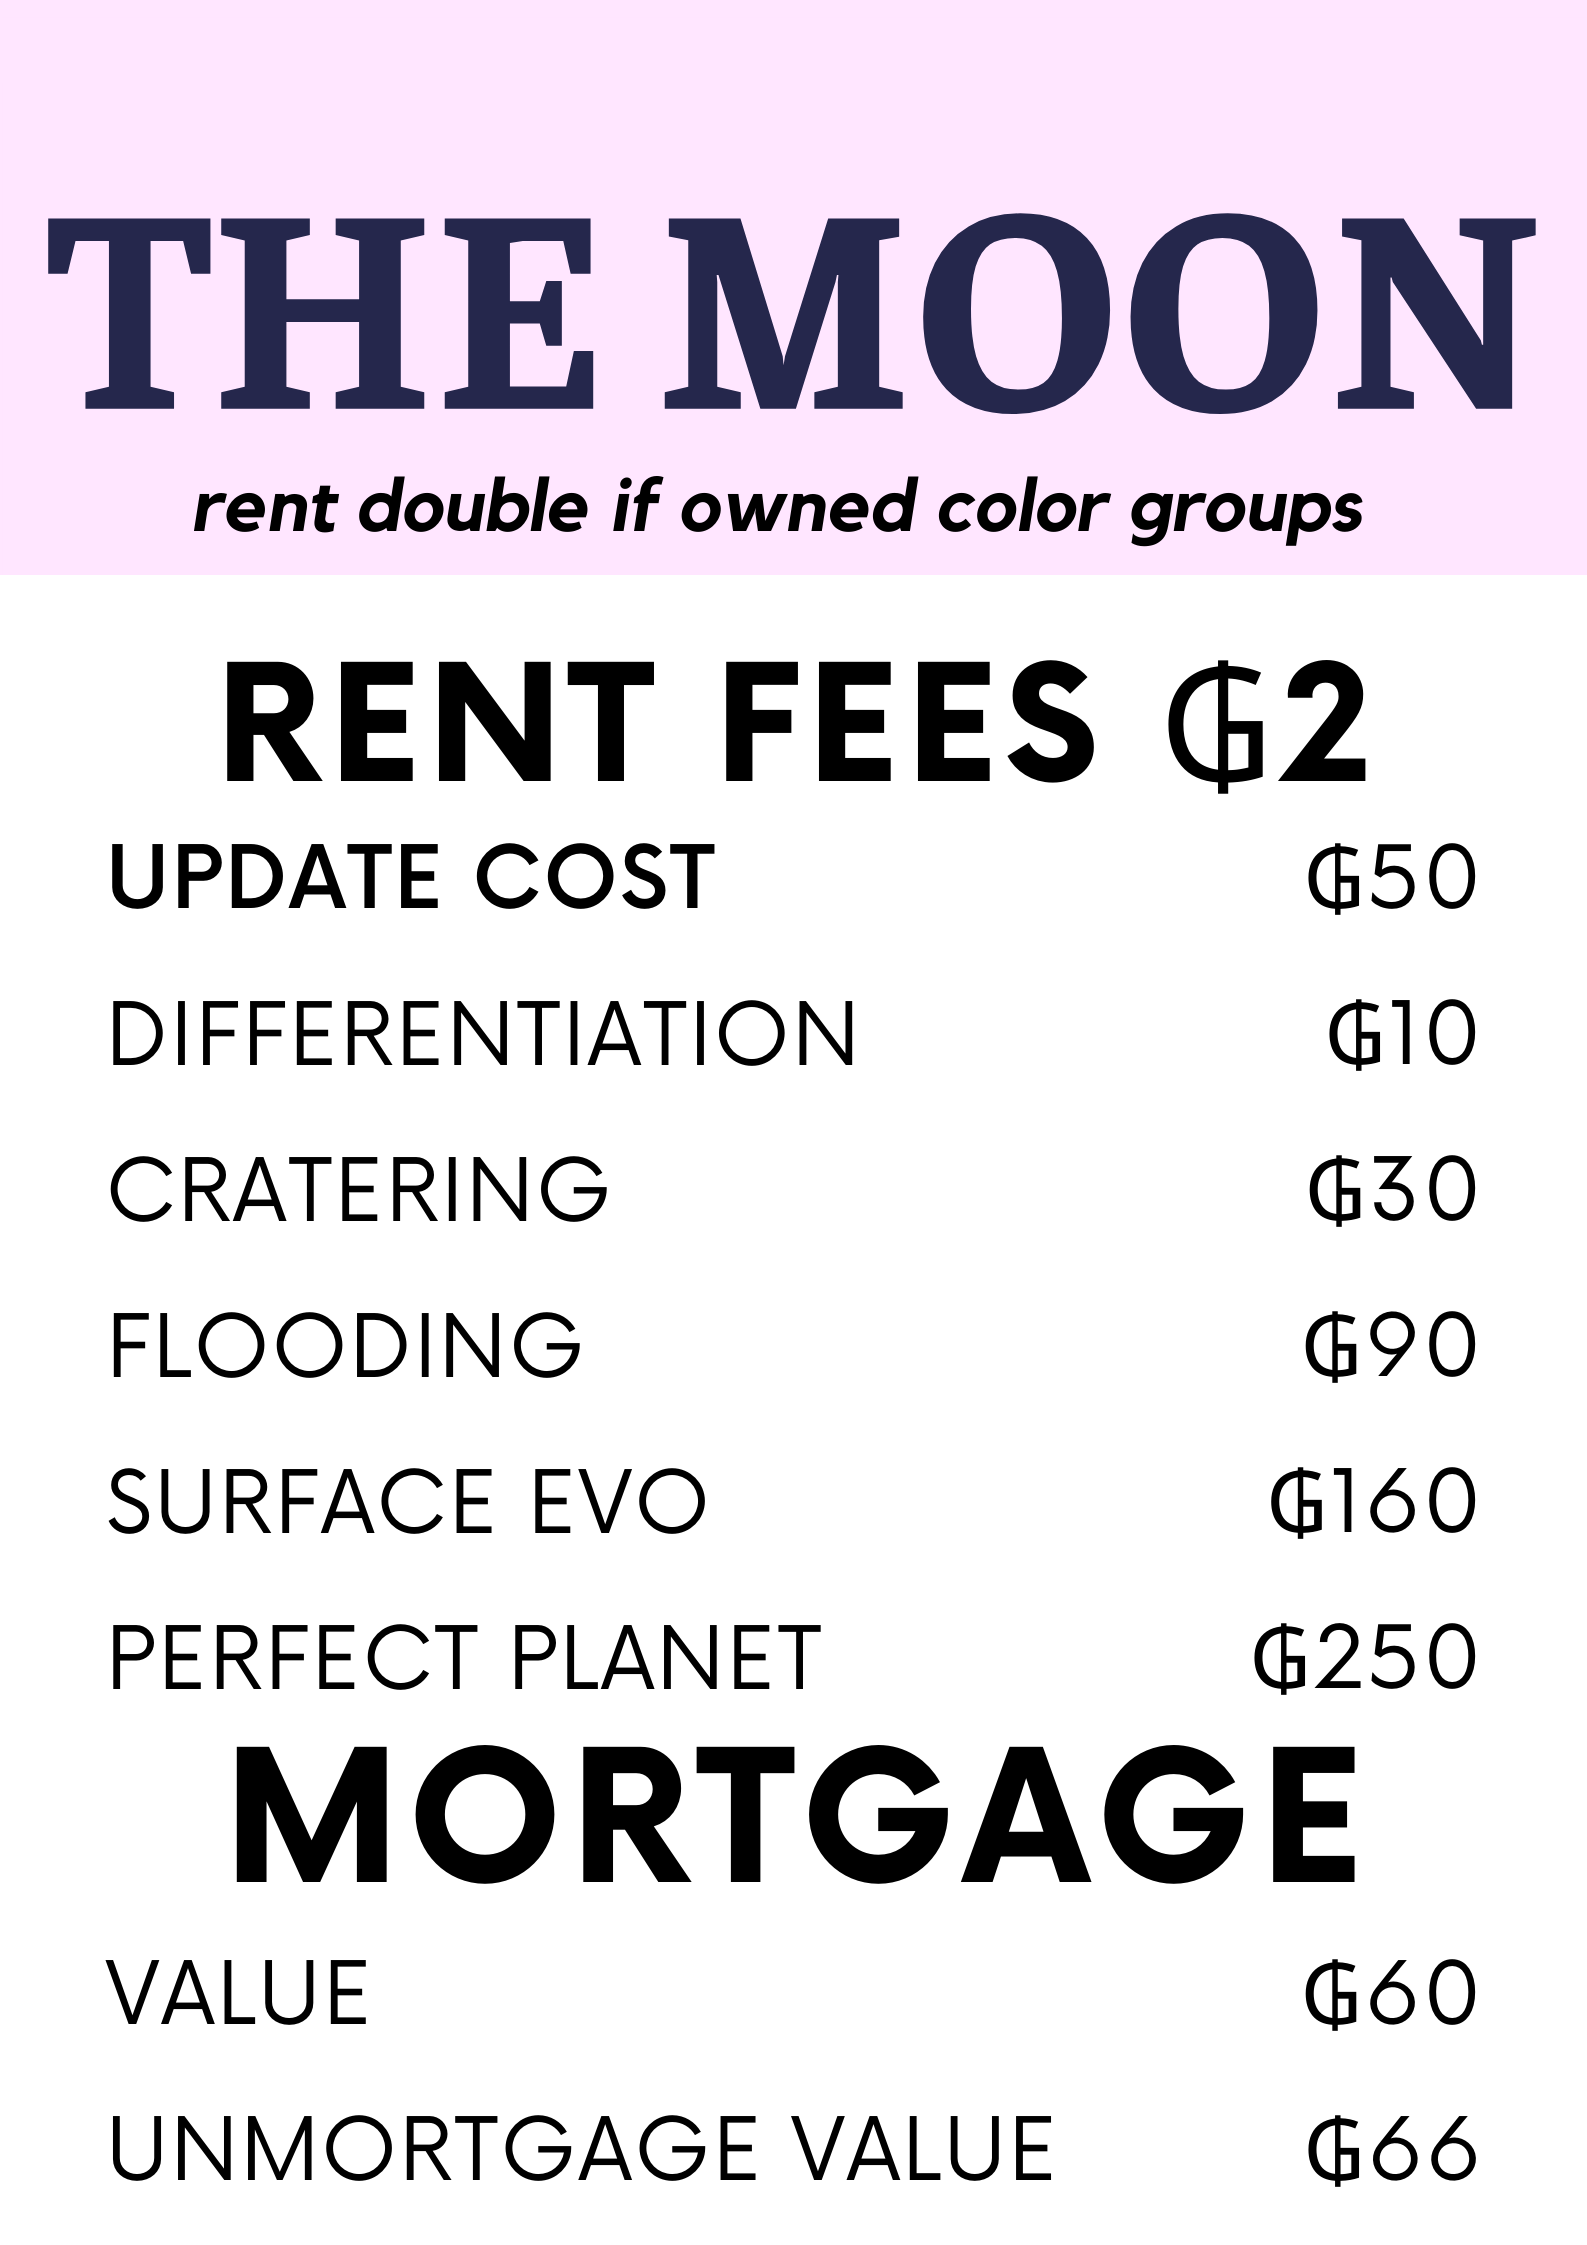 THE MOON
rent double if owned color groups
RENT FEES ₲2
UPDATE COST ₲50
DIFFERENTIATION ₲10
CRATERING ₲30
FLOODING ₲90
SURFACE EVO ₲160
PERFECT PLANET ₲250
MORTGAGE
VALUE ₲60
UNMORTGAGE VALUE ₲66